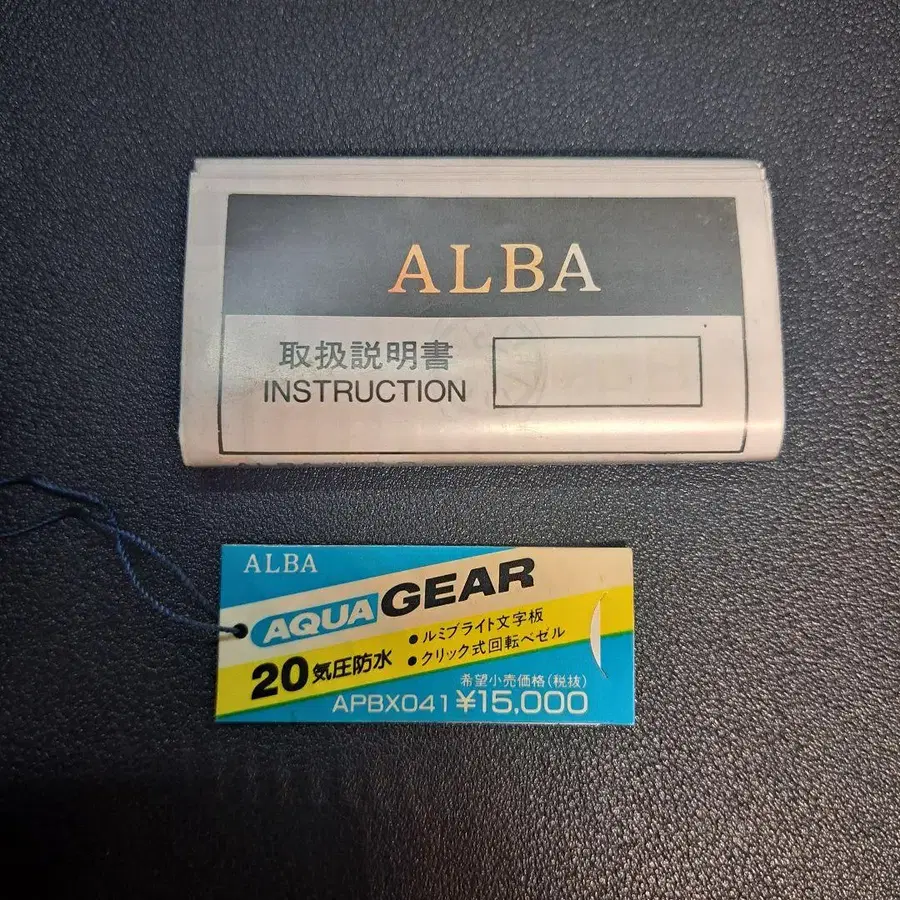 ALBA
取扱説明書
INSTRUCTION
ALBA
AQUA GEAR
20気圧防水
• ルミブライト文字板
• クリック式回転ベゼル
希望小売価格(税抜)
APBX041 ¥15,000